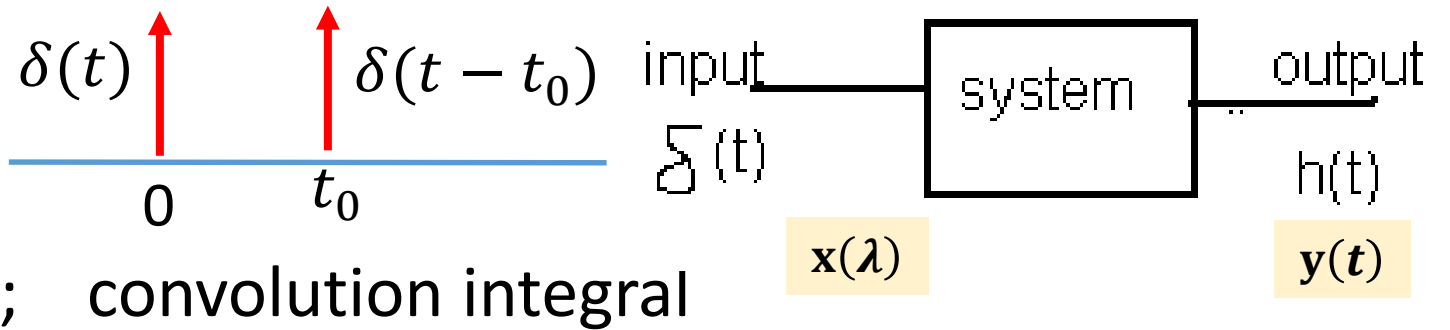 δ(t)
δ(t − t₀)
0
t₀
input
δ(t)
system
output
h(t)
x(λ)
y(t)
; convolution integral